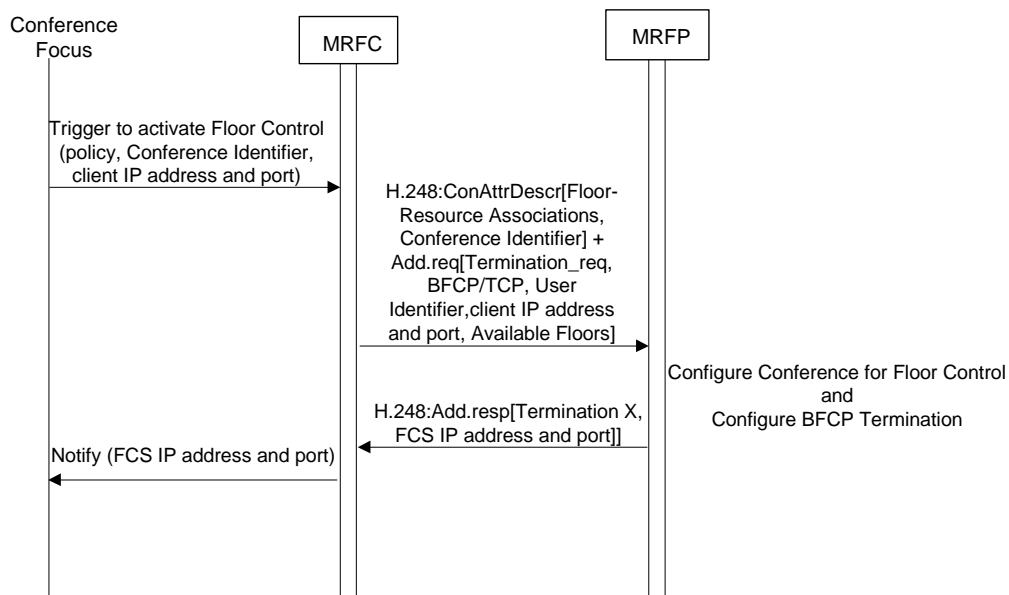 Conference
Focus
MRFC
MRFP
Trigger to activate Floor Control
(policy, Conference Identifier,
client IP address and port)
H.248:ConAttrDescr[Floor-
Resource Associations,
Conference Identifier] +
Add.req[Termination_req,
BFCP/TCP, User
Identifier,client IP address
and port, Available Floors]
Configure Conference for Floor Control
and
Configure BFCP Termination
H.248:Add.resp[Termination X,
FCS IP address and port]]
Notify (FCS IP address and port)